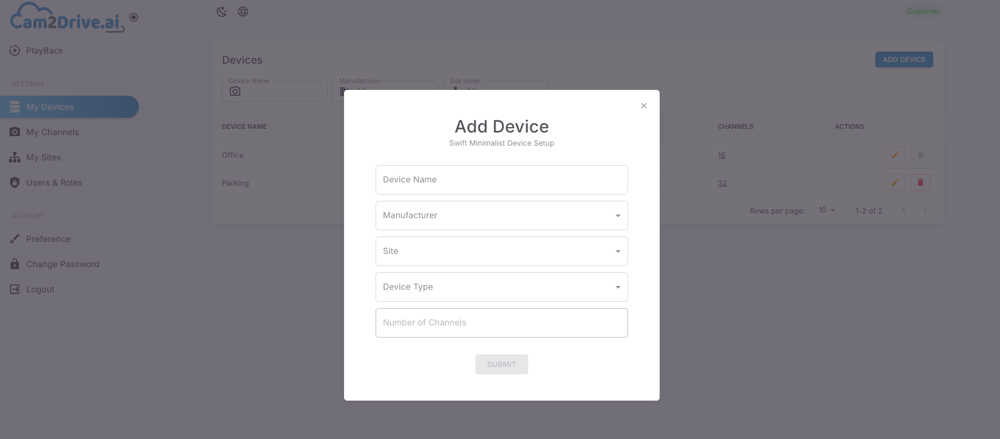 Cam2Drive.ai
Customer
PlayBack
SETTINGS
My Devices
My Channels
My Sites
Users & Roles
ACCOUNT
Preference
Change Password
Logout
Devices
ADD DEVICE
Device Name
Manufacturer
Site name
DEVICE NAME
CHANNELS
ACTIONS
Office
16
Parking
32
Rows per page:
10
1-2 of 2
Add Device
Swift Minimalist Device Setup
Device Name
Manufacturer
Site
Device Type
Number of Channels
SUBMIT